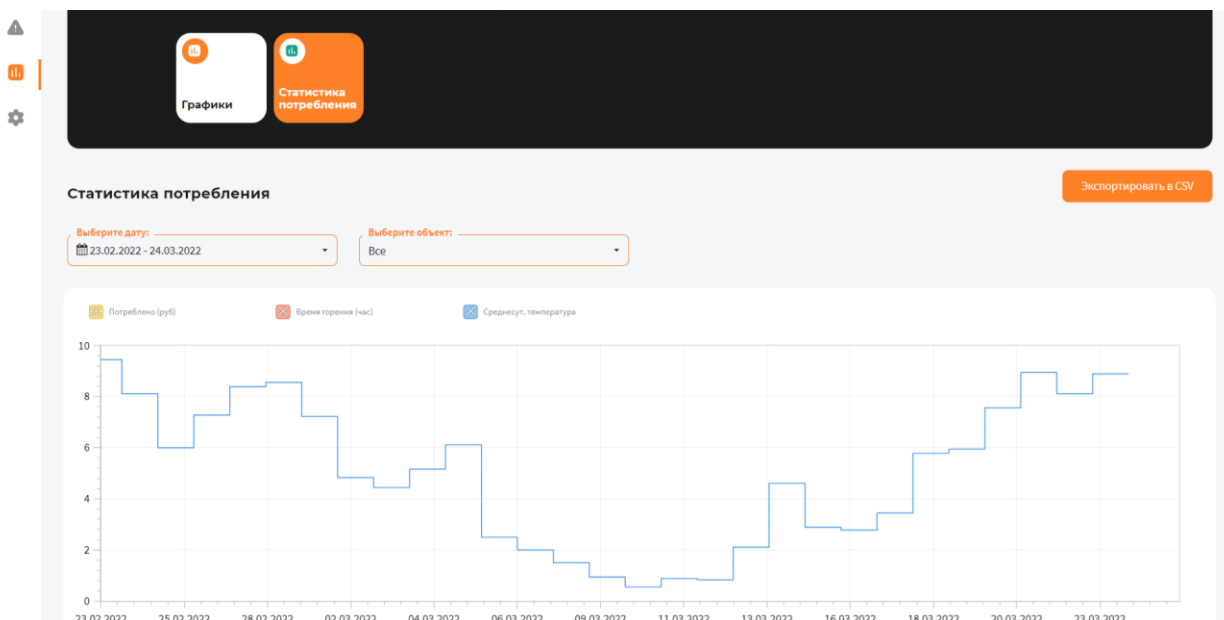 Графики
Статистика
потребления
Статистика потребления
Экспортировать в CSV
Выберите дату:
23.02.2022 - 24.03.2022
Выберите объект:
Все
Потреблено (руб)
Время горения (час)
Среднесут. температура
10
8
6
4
2
0
23.02.2022 25.02.2022 28.02.2022 02.03.2022 04.03.2022 06.03.2022 09.03.2022 11.03.2022 13.03.2022 16.03.2022 18.03.2022 20.03.2022 23.03.2022